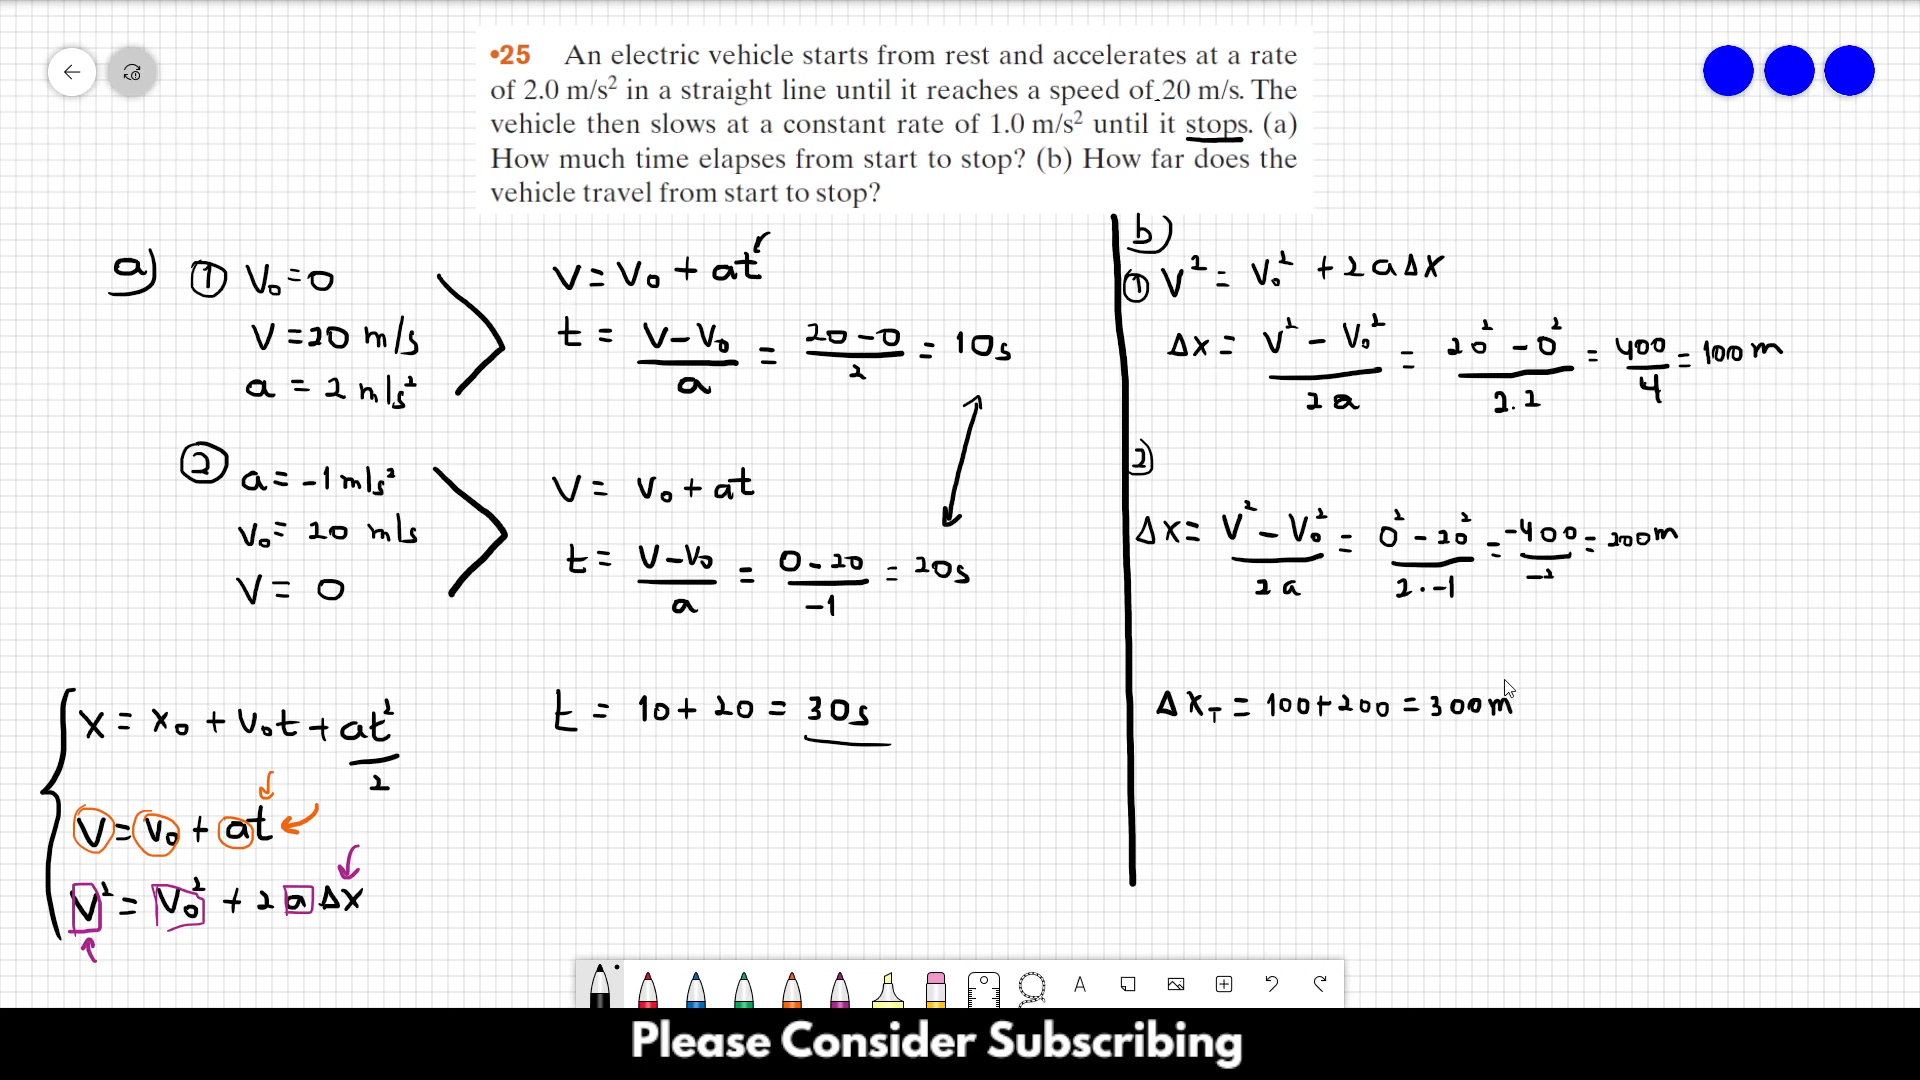 •25 An electric vehicle starts from rest and accelerates at a rate
of 2.0 m/s² in a straight line until it reaches a speed of 20 m/s. The
vehicle then slows at a constant rate of 1.0 m/s² until it stops. (a)
How much time elapses from start to stop? (b) How far does the
vehicle travel from start to stop?
a) ① V₀ = 0
V = 20 m/s
a = 2 m/s²
V = V₀ + at
t = (V - V₀)/a = (20 - 0)/2 = 10s
② a = -1 m/s²
V₀ = 20 m/s
V = 0
V = V₀ + at
t = (V - V₀)/a = (0 - 20)/-1 = 20s
t = 10 + 20 = 30s
X = X₀ + V₀t + at²/2
V = V₀ + at
V² = V₀² + 2aΔX
b)
① V² = V₀² + 2aΔX
ΔX = (V² - V₀²)/2a = (20² - 0²)/2.2 = 400/4 = 100 m
2)
ΔX = (V² - V₀²)/2a = (0² - 20²)/2·-1 = -400/-2 = 200 m
ΔX_T = 100 + 200 = 300 m
A
Please Consider Subscribing